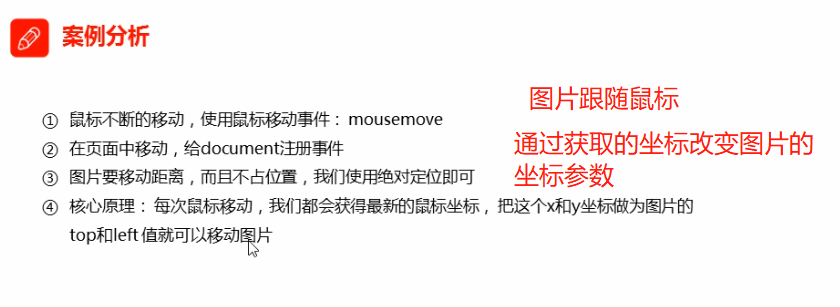 案例分析
图片跟随鼠标
① 鼠标不断的移动，使用鼠标移动事件：mousemove
通过获取的坐标改变图片的
② 在页面中移动，给document注册事件
坐标参数
③ 图片要移动距离，而且不占位置，我们使用绝对定位即可
④ 核心原理：每次鼠标移动，我们都会获得最新的鼠标坐标，把这个x和y坐标做为图片的
top和left值就可以移动图片